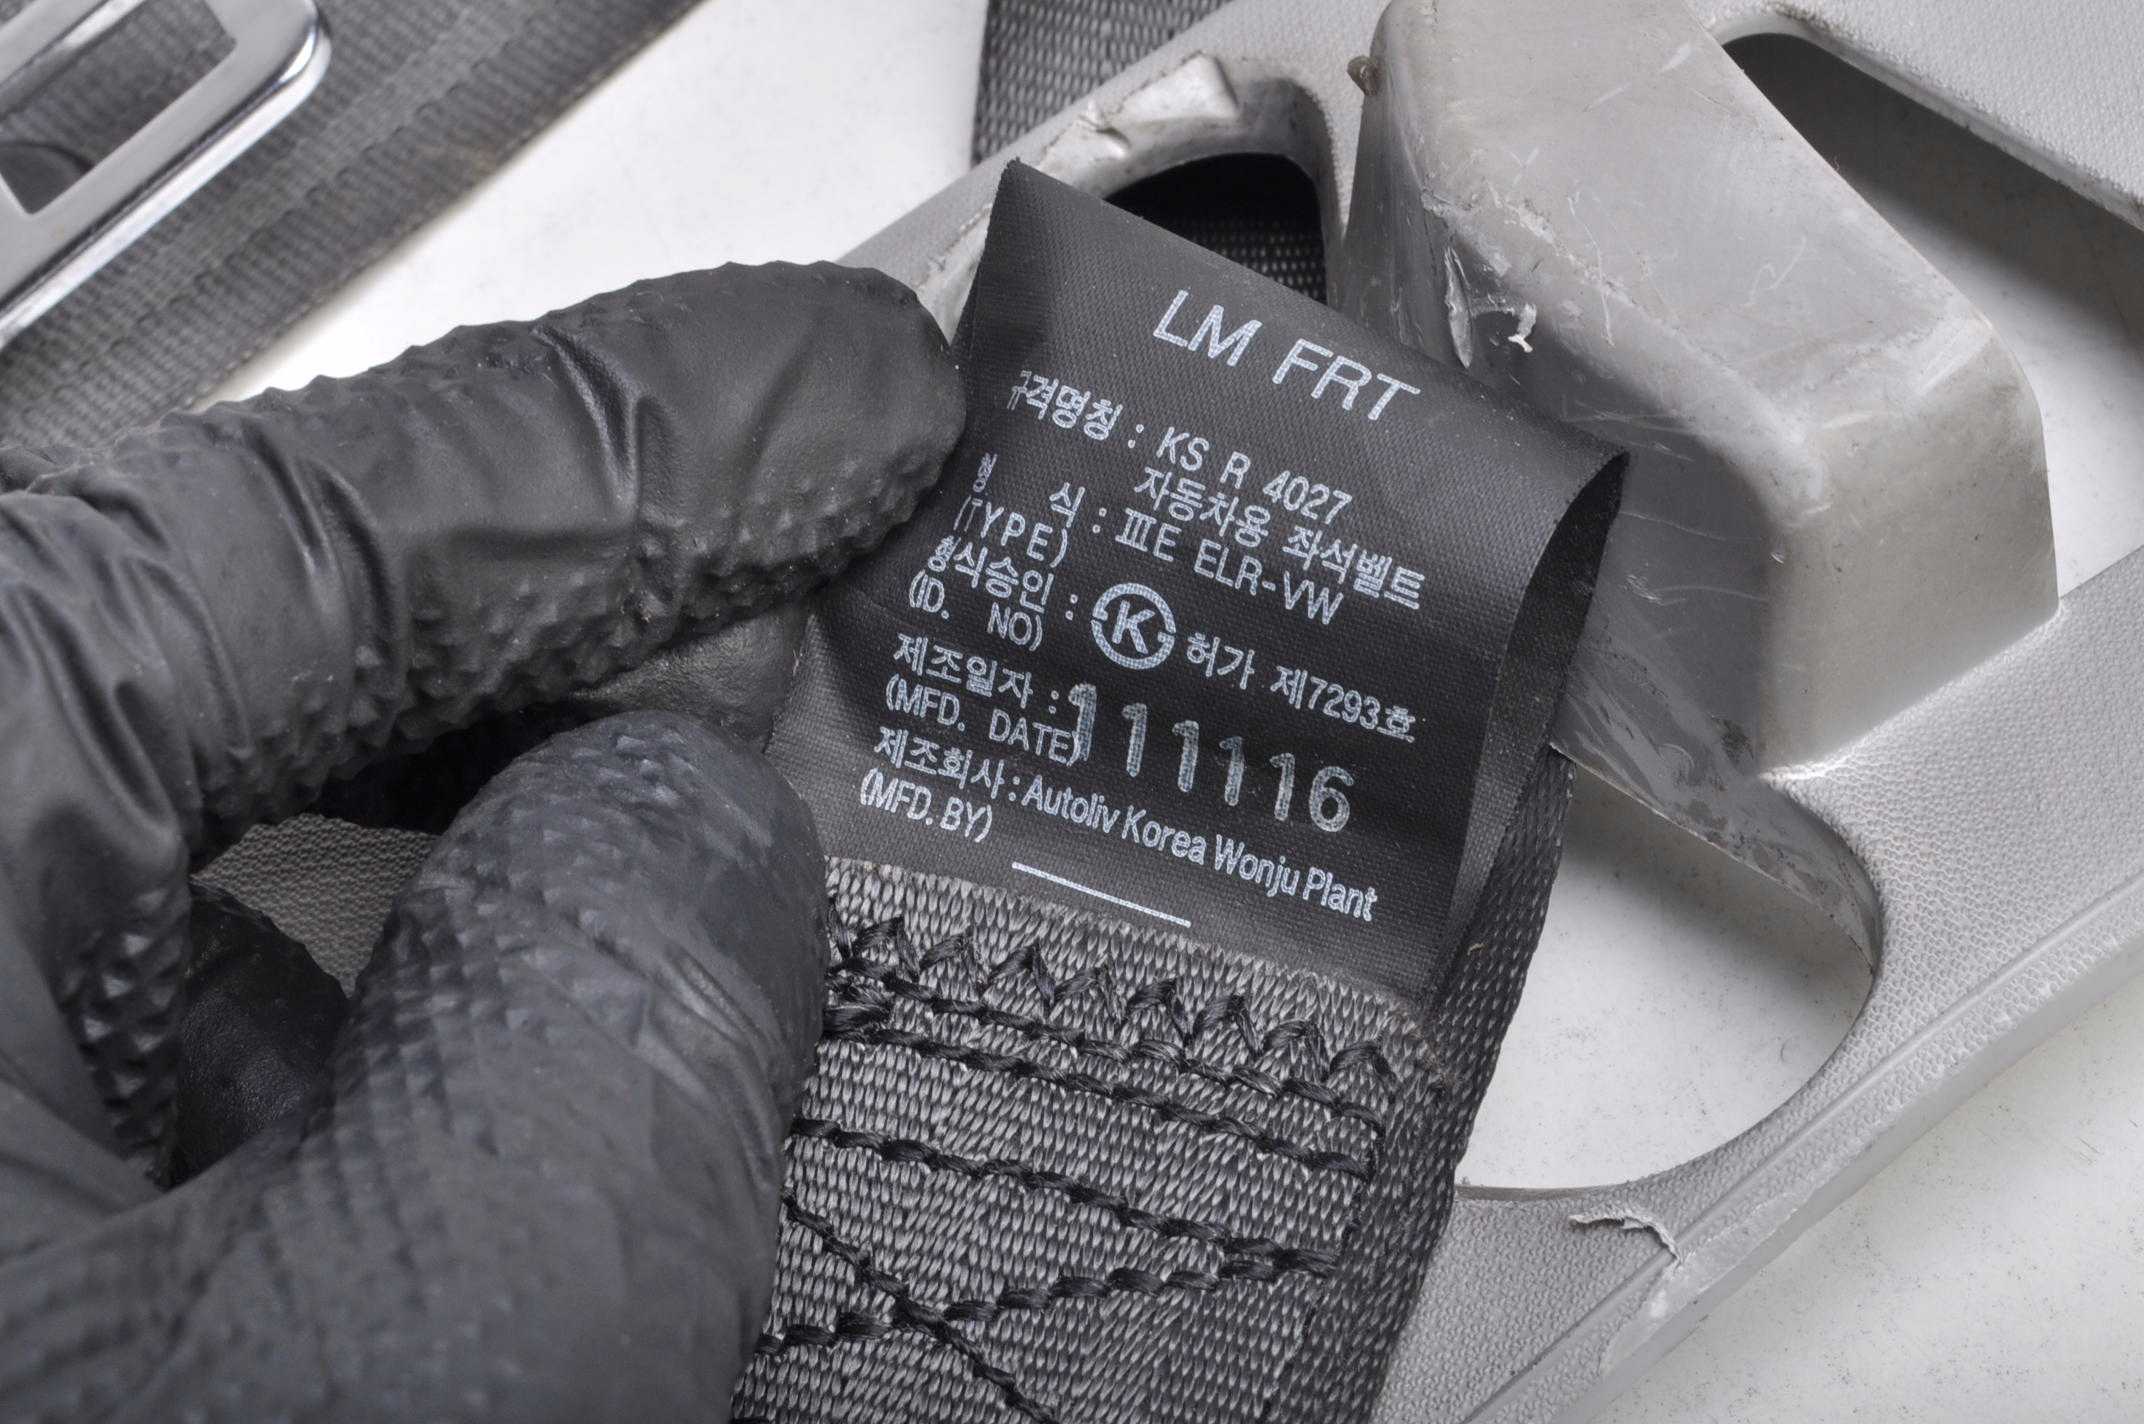 LM FRT
규격명칭 : KS R 4027
자동차용 좌석벨트
형 식 : ⅢE ELR-VW
(TYPE)
형식승인 : Ⓚ 허가 제7293호
(ID. NO)
제조일자 : 111116
(MFD. DATE)
제조회사 : Autoliv Korea Wonju Plant
(MFD. BY)